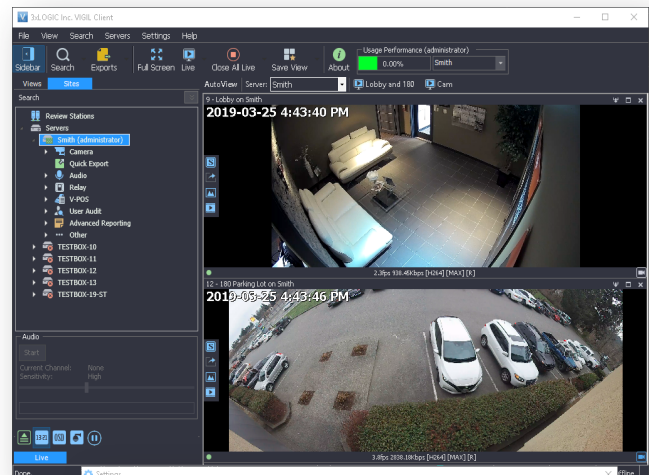 3xLOGIC Inc. VIGIL Client
File View Search Servers Settings Help
Sidebar Search Exports Full Screen Live Close All Live Save View About
Usage Performance (administrator)
0.00% Smith
Views Sites
AutoView Server: Smith Lobby and 180 Cam
Search
9 - Lobby on Smith
2019-03-25 4:43:40 PM
Review Stations
Servers
Smith (administrator)
Camera
Quick Export
Audio
Relay
V-POS
User Audit
Advanced Reporting
Other
TESTBOX-10
TESTBOX-11
TESTBOX-12
TESTBOX-13
TESTBOX-19-ST
2.3fps 938.45Kbps [H264] [MAX] [R]
12 - 180 Parking Lot on Smith
2019-03-25 4:43:46 PM
Audio
Start
Current Channel: None
Sensitivity: High
Live
3.8fps 2038.18Kbps [H264] [MAX] [R]
Done
Settings